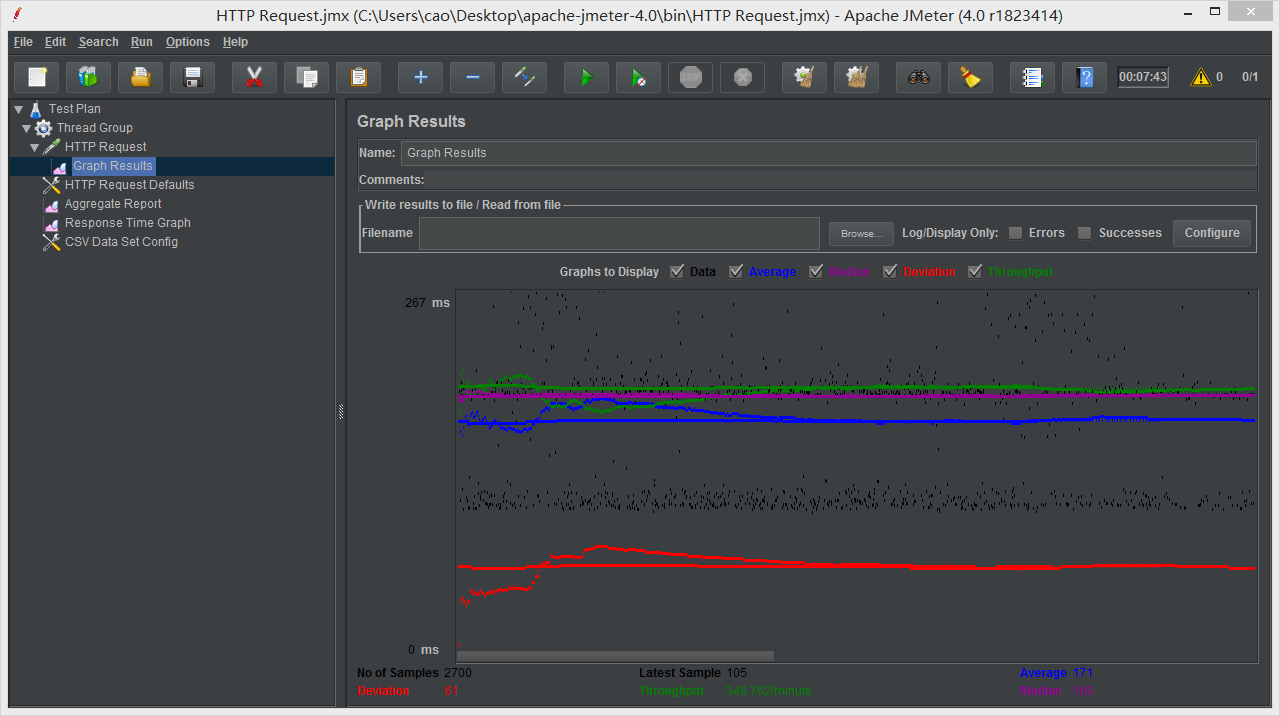 HTTP Request.jmx (C:\Users\cao\Desktop\apache-jmeter-4.0\bin\HTTP Request.jmx) - Apache JMeter (4.0 r1823414)
File Edit Search Run Options Help
STOP 00:07:43 0 0/1
Test Plan
Thread Group
HTTP Request
Graph Results
HTTP Request Defaults
Aggregate Report
Response Time Graph
CSV Data Set Config
Graph Results
Name: Graph Results
Comments:
Write results to file / Read from file
Filename Browse... Log/Display Only: Errors Successes Configure
Graphs to Display Data Average Median Deviation Throughput
267 ms
0 ms
No of Samples 2700 Latest Sample 105 Average 171
Deviation 61 Throughput 349.762/minute Median